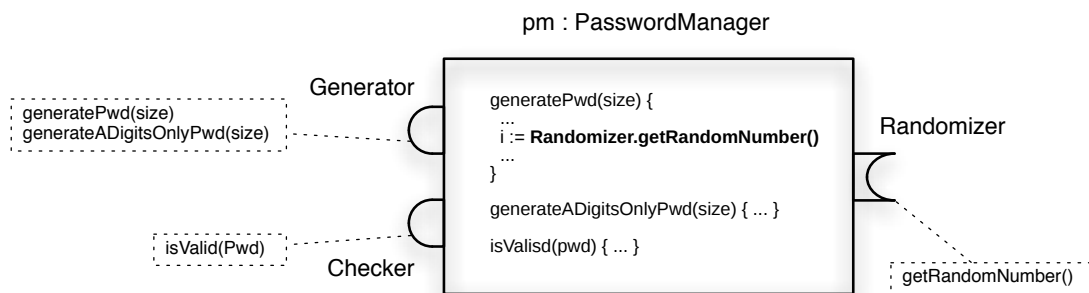 pm : PasswordManager
Generator
generatePwd(size)
generateADigitsOnlyPwd(size)
generatePwd(size) {
...
i := Randomizer.getRandomNumber()
...
}
generateADigitsOnlyPwd(size) { ... }
isValisd(pwd) { ... }
Randomizer
isValid(Pwd)
Checker
getRandomNumber()